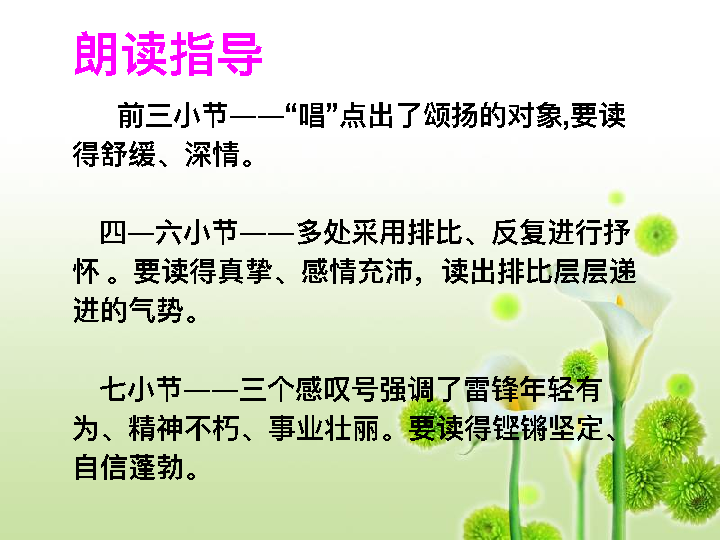 朗读指导
前三小节——“唱”点出了颂扬的对象,要读
得舒缓、深情。
四—六小节——多处采用排比、反复进行抒
怀 。要读得真挚、感情充沛，读出排比层层递
进的气势。
七小节——三个感叹号强调了雷锋年轻有
为、精神不朽、事业壮丽。要读得铿锵坚定、
自信蓬勃。